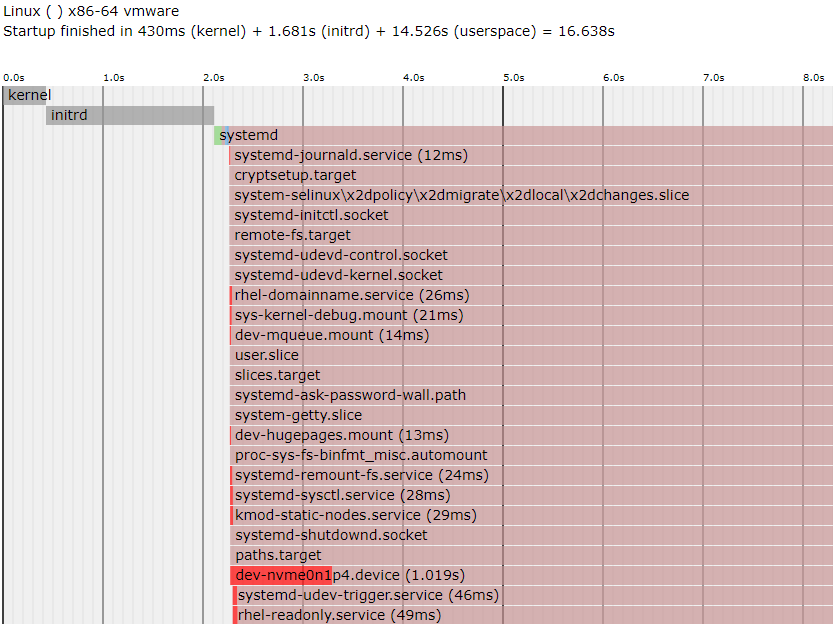 Linux ( ) x86-64 vmware
Startup finished in 430ms (kernel) + 1.681s (initrd) + 14.526s (userspace) = 16.638s
0.0s 1.0s 2.0s 3.0s 4.0s 5.0s 6.0s 7.0s 8.0s
kernel
initrd
systemd
systemd-journald.service (12ms)
cryptsetup.target
system-selinux\x2dpolicy\x2dmigrate\x2dlocal\x2dchanges.slice
systemd-initctl.socket
remote-fs.target
systemd-udevd-control.socket
systemd-udevd-kernel.socket
rhel-domainname.service (26ms)
sys-kernel-debug.mount (21ms)
dev-mqueue.mount (14ms)
user.slice
slices.target
systemd-ask-password-wall.path
system-getty.slice
dev-hugepages.mount (13ms)
proc-sys-fs-binfmt_misc.automount
systemd-remount-fs.service (24ms)
systemd-sysctl.service (28ms)
kmod-static-nodes.service (29ms)
systemd-shutdownd.socket
paths.target
dev-nvme0n1p4.device (1.019s)
systemd-udev-trigger.service (46ms)
rhel-readonly.service (49ms)